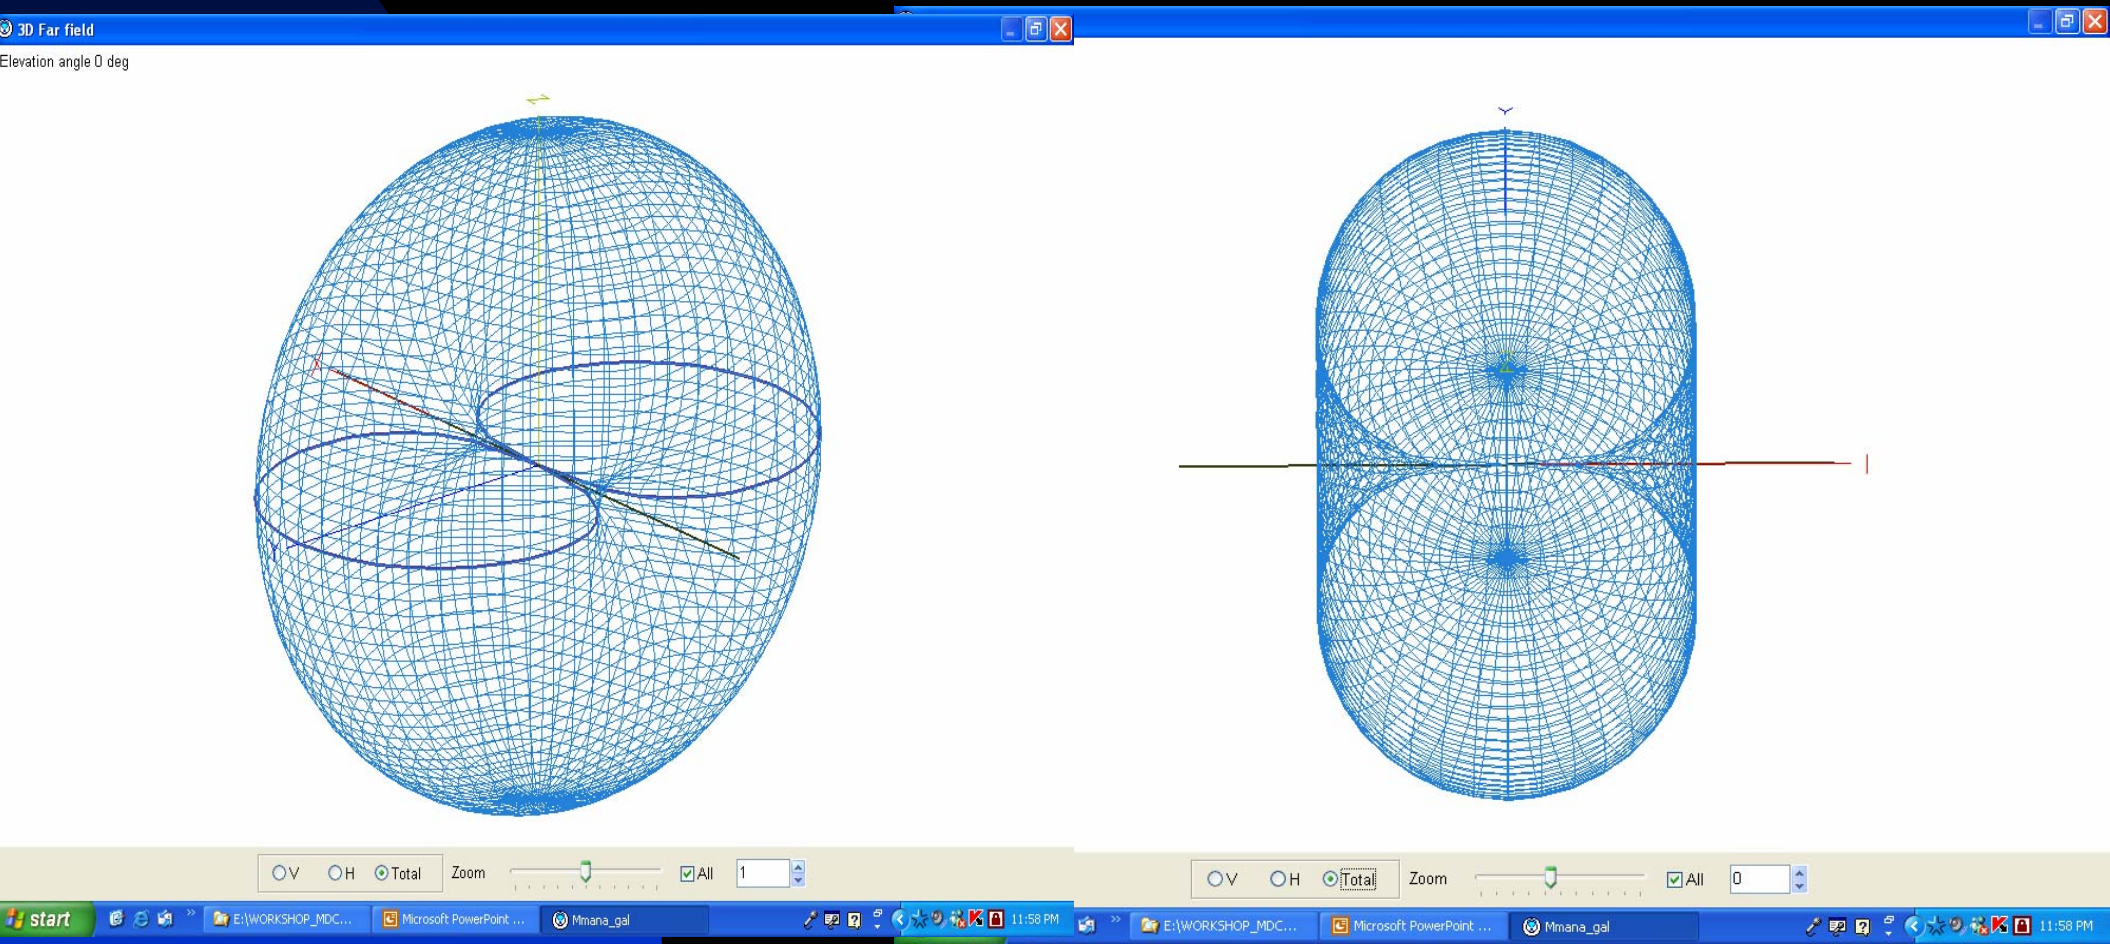 3D Far field
Elevation angle 0 deg
X
Y
V H Total Zoom All 1
start E:\WORKSHOP_MDC... Microsoft PowerPoint ... Mmana_gal 11:58 PM
Y
Z
V H Total Zoom All 0
E:\WORKSHOP_MDC... Microsoft PowerPoint ... Mmana_gal 11:58 PM